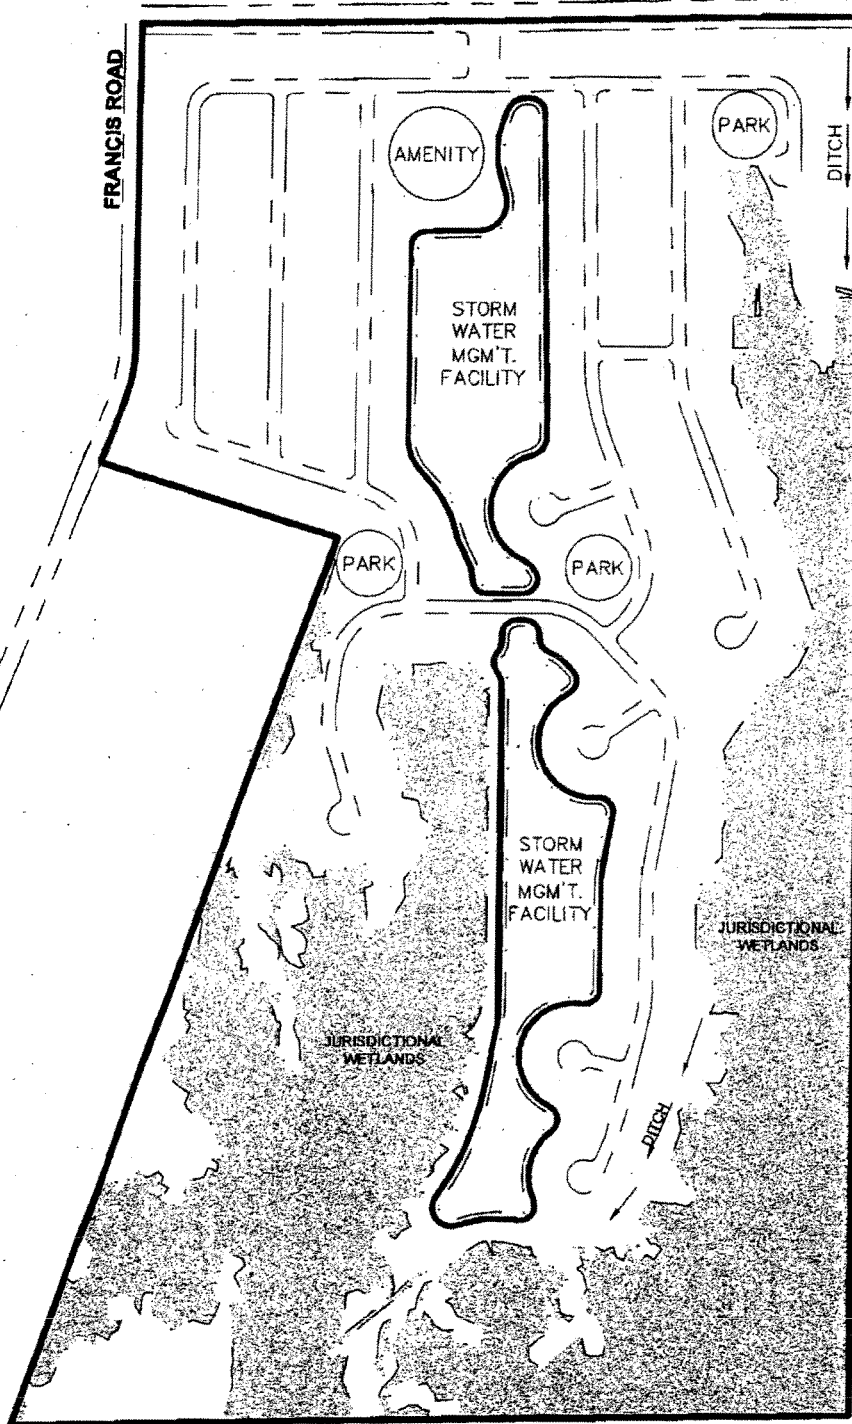 FRANCIS ROAD
AMENITY
PARK
DITCH
STORM
WATER
MGM'T.
FACILITY
PARK
PARK
STORM
WATER
MGM'T.
FACILITY
JURISDICTIONAL
WETLANDS
JURISDICTIONAL
WETLANDS
DITCH